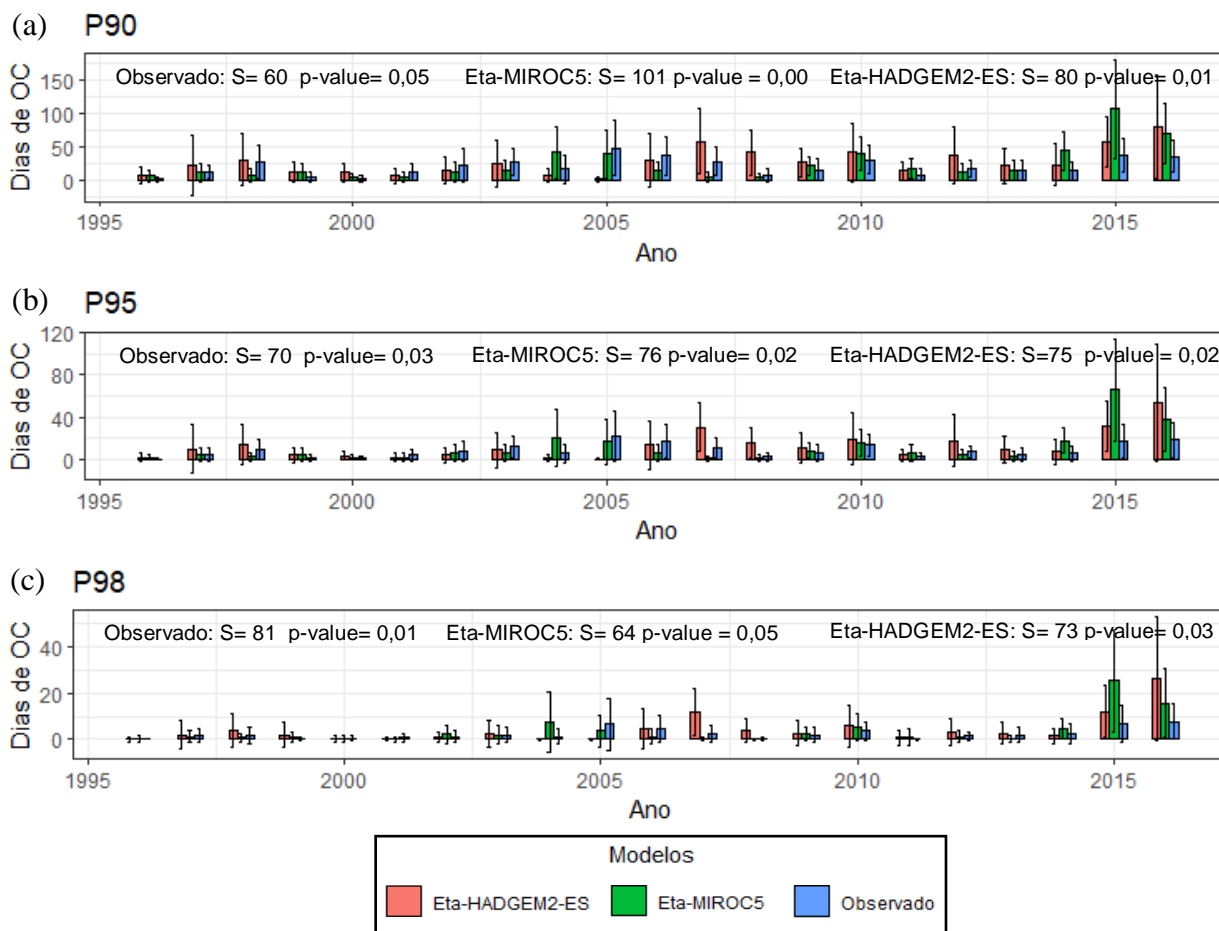 (a) P90
Observado: S= 60 p-value= 0,05 Eta-MIROC5: S = 101 p-value = 0,00 Eta-HADGEM2-ES: S = 80 p-value = 0,01
Dias de OC
150
100
50
0
1995 2000 2005 2010 2015
Ano
(b) P95
Observado: S= 70 p-value= 0,03 Eta-MIROC5: S = 76 p-value = 0,02 Eta-HADGEM2-ES: S=75 p-value = 0,02
Dias de OC
120
80
40
0
1995 2000 2005 2010 2015
Ano
(c) P98
Observado: S= 81 p-value= 0,01 Eta-MIROC5: S = 64 p-value = 0,05 Eta-HADGEM2-ES: S = 73 p-value = 0,03
Dias de OC
40
20
0
1995 2000 2005 2010 2015
Ano
Modelos
Eta-HADGEM2-ES Eta-MIROC5 Observado